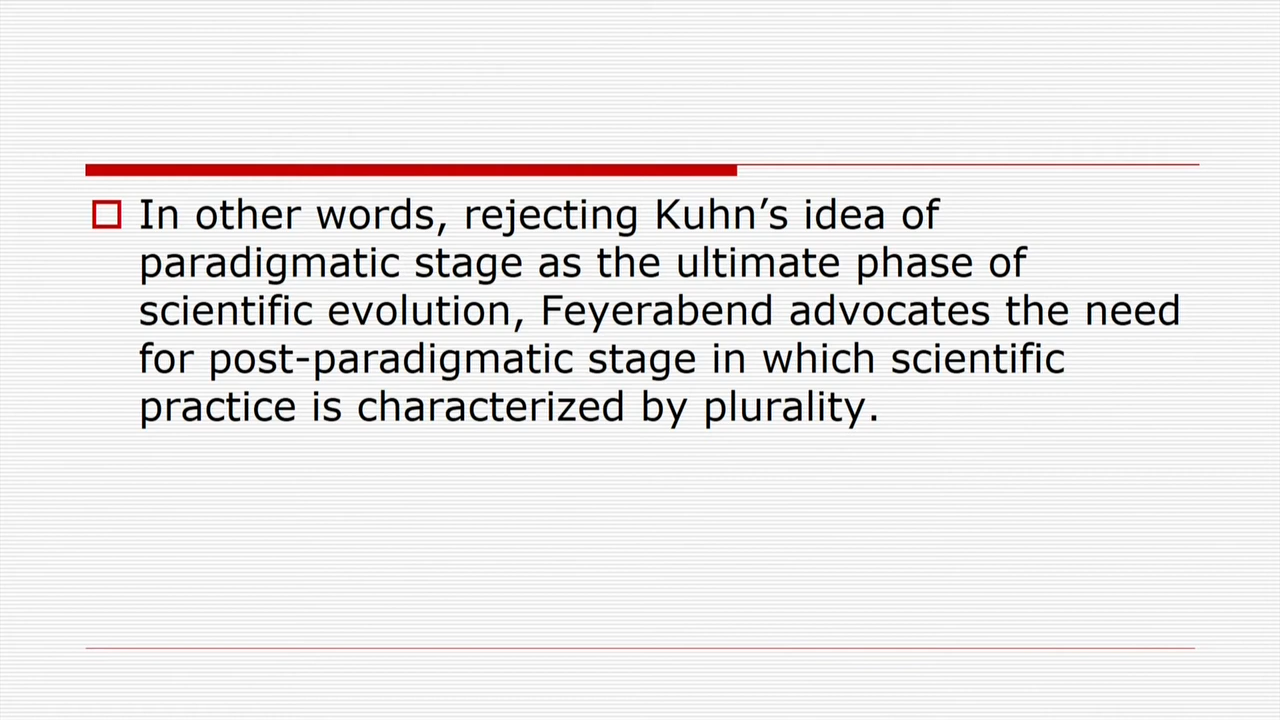 In other words, rejecting Kuhn’s idea of
paradigmatic stage as the ultimate phase of
scientific evolution, Feyerabend advocates the need
for post-paradigmatic stage in which scientific
practice is characterized by plurality.